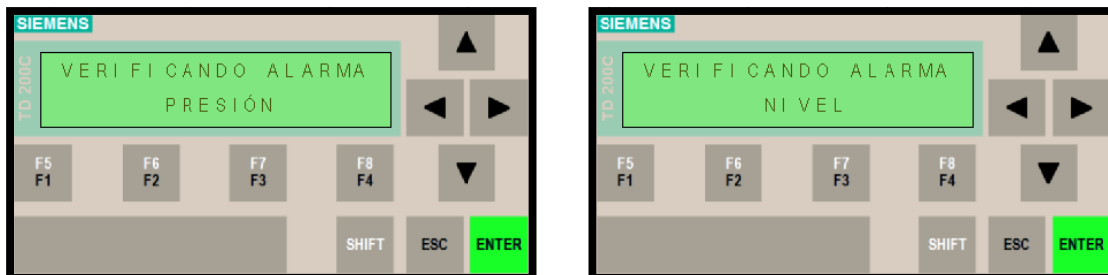 SIEMENS
TD 200C
VERIFICANDO ALARMA
PRESIÓN
F5 F6 F7 F8
F1 F2 F3 F4
SHIFT ESC ENTER
SIEMENS
TD 200C
VERIFICANDO ALARMA
NIVEL
F5 F6 F7 F8
F1 F2 F3 F4
SHIFT ESC ENTER